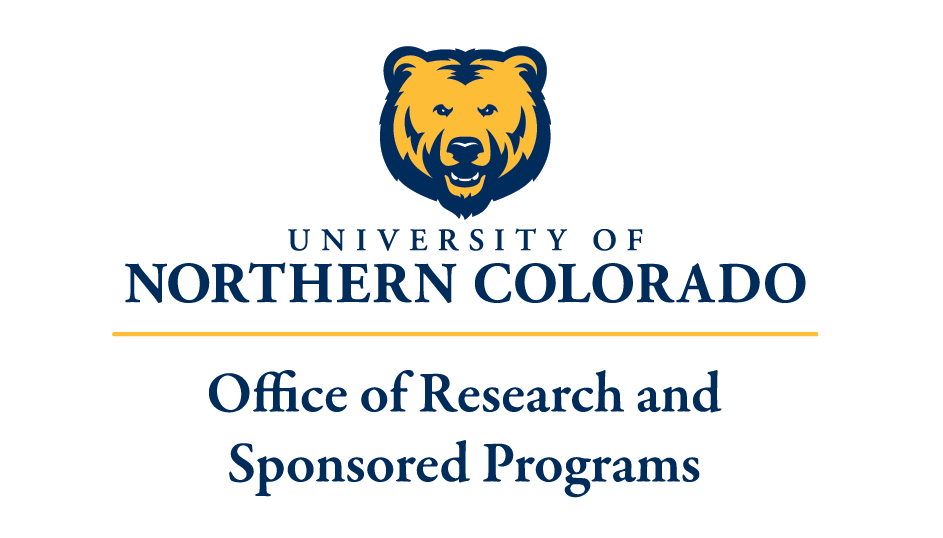 UNIVERSITY OF
NORTHERN COLORADO
Office of Research and
Sponsored Programs